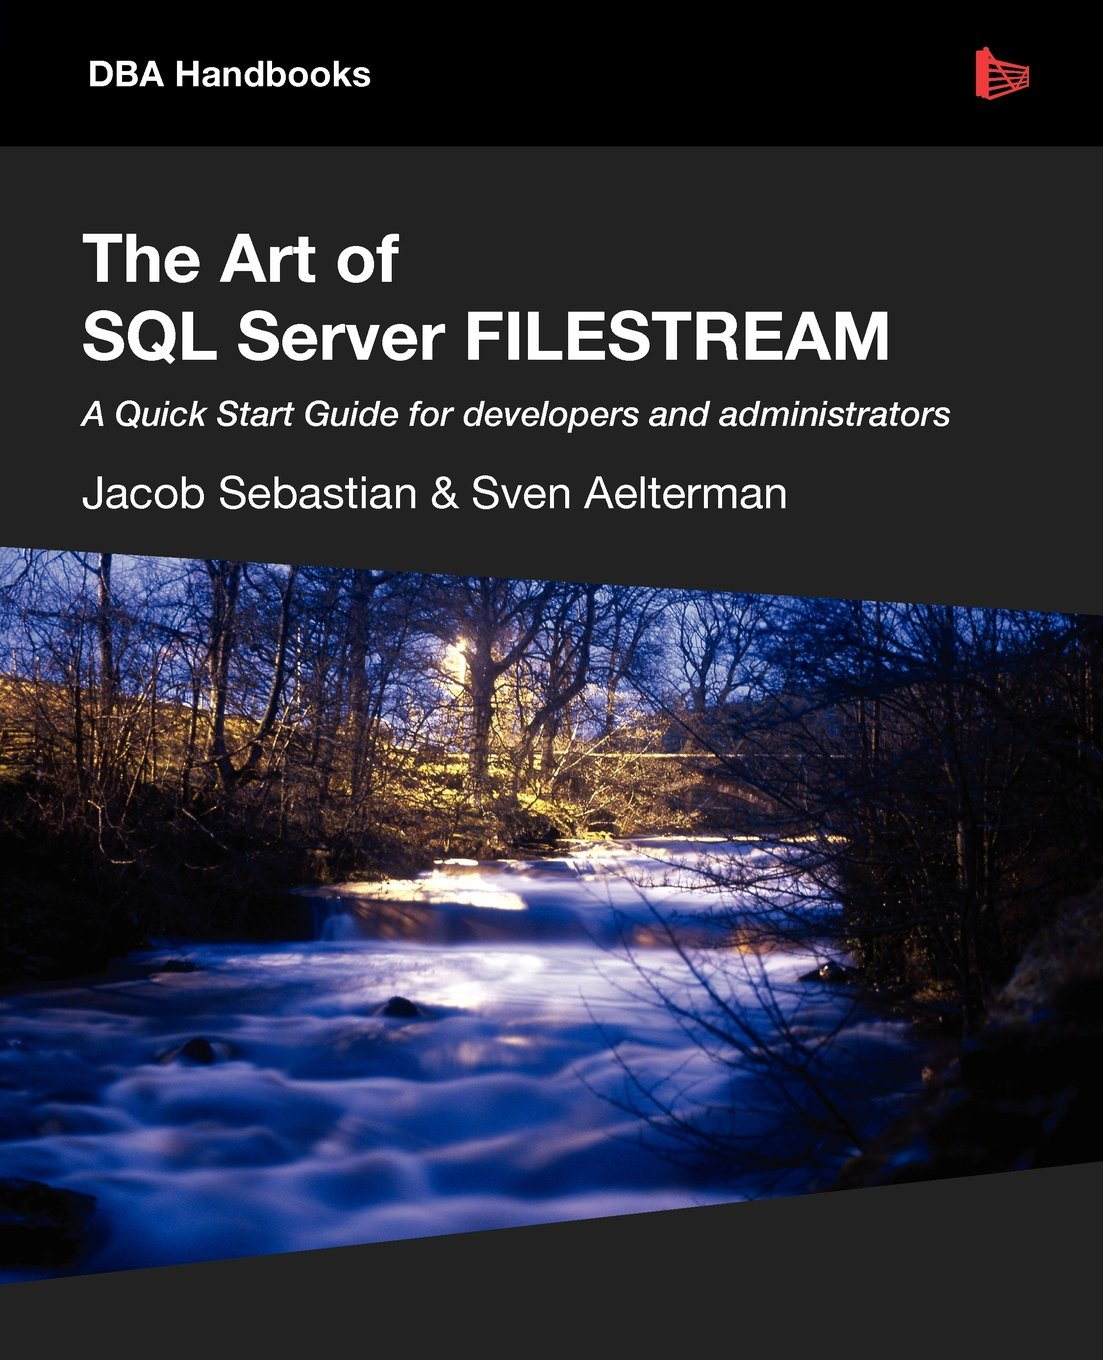 DBA Handbooks
The Art of
SQL Server FILESTREAM
A Quick Start Guide for developers and administrators
Jacob Sebastian & Sven Aelterman